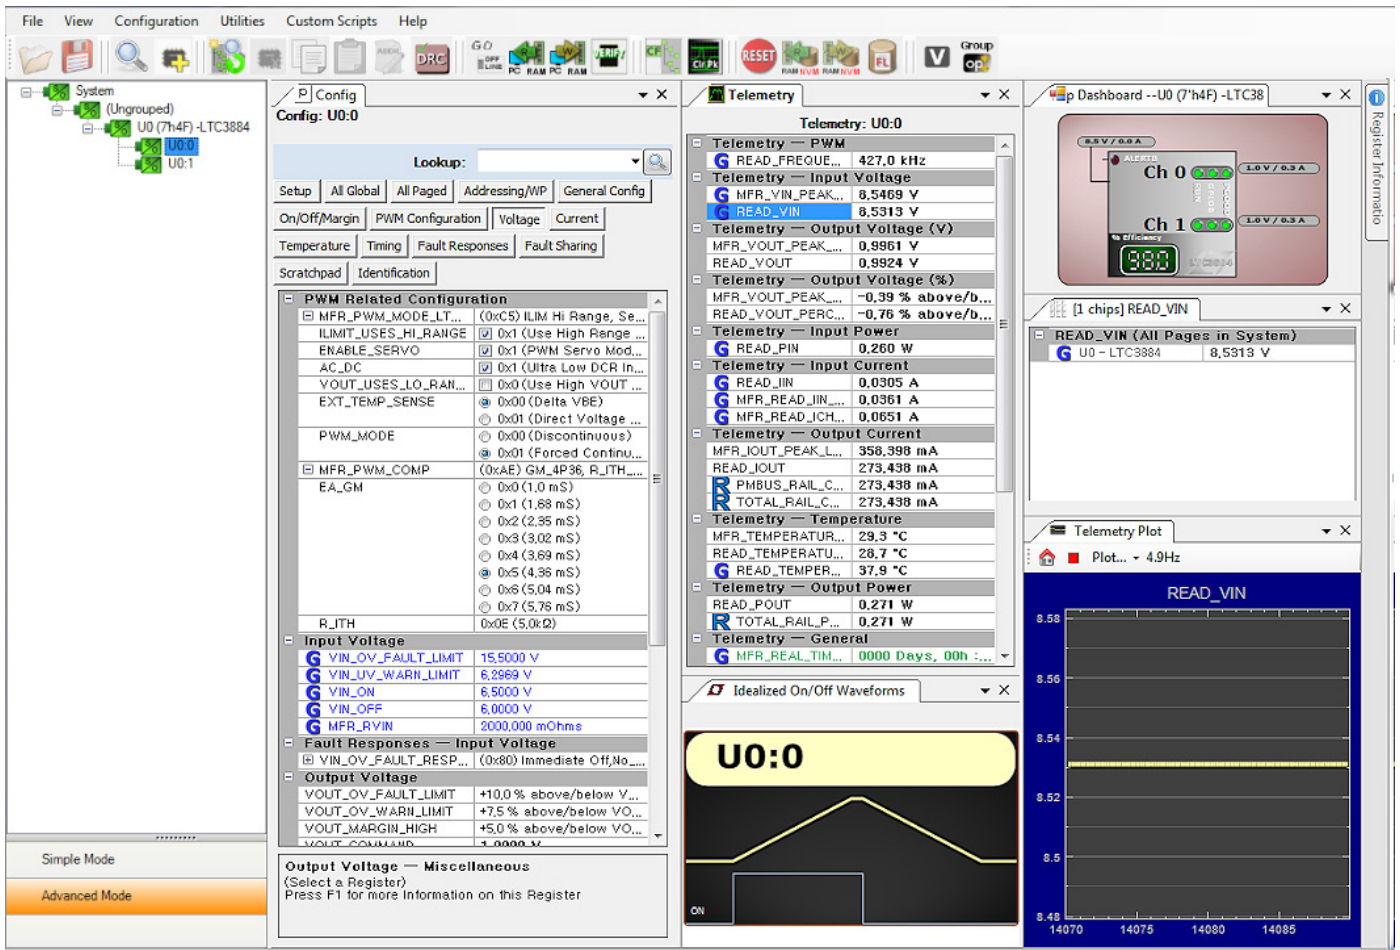 File View Configuration Utilities Custom Scripts Help
DRC GO OFF LINE PC RAM PC RAM VERIFY CF Clr Pk RESET RAM NVM RAM NVM FL V Group op
System
(Ungrouped)
U0 (7h4F) -LTC3884
U0:0
U0:1
Simple Mode
Advanced Mode
P Config
Config: U0:0
Lookup:
Setup All Global All Paged Addressing/WP General Config
On/Off/Margin PWM Configuration Voltage Current
Temperature Timing Fault Responses Fault Sharing
Scratchpad Identification
PWM Related Configuration
MFR_PWM_MODE_LT... (0xC5) ILIM Hi Range, Se...
ILIMIT_USES_HI_RANGE 0x1 (Use High Range ...
ENABLE_SERVO 0x1 (PWM Servo Mod...
AC_DC 0x1 (Ultra Low DCR In...
VOUT_USES_LO_RAN... 0x0 (Use High VOUT ...
EXT_TEMP_SENSE 0x00 (Delta VBE)
0x01 (Direct Voltage ...
PWM_MODE 0x00 (Discontinuous)
0x01 (Forced Continu...
MFR_PWM_COMP (0xAE) GM_4P36, R_ITH_...
EA_GM 0x0 (1,0 mS)
0x1 (1,68 mS)
0x2 (2,35 mS)
0x3 (3,02 mS)
0x4 (3,69 mS)
0x5 (4,36 mS)
0x6 (5,04 mS)
0x7 (5,76 mS)
R_ITH 0x0E (5,0kΩ)
Input Voltage
G VIN_OV_FAULT_LIMIT 15,5000 V
G VIN_UV_WARN_LIMIT 6,2969 V
G VIN_ON 6,5000 V
G VIN_OFF 6,0000 V
G MFR_RVIN 2000,000 mOhms
Fault Responses — Input Voltage
VIN_OV_FAULT_RESP... (0x80) Immediate Off,No_...
Output Voltage
VOUT_OV_FAULT_LIMIT +10,0 % above/below V...
VOUT_OV_WARN_LIMIT +7,5 % above/below VO...
VOUT_MARGIN_HIGH +5,0 % above/below VO...
VOUT_COMMAND 1,0000 V
Output Voltage — Miscellaneous
(Select a Register)
Press F1 for more Information on this Register
Telemetry
Telemetry: U0:0
Telemetry — PWM
G READ_FREQUE... 427,0 kHz
Telemetry — Input Voltage
G MFR_VIN_PEAK... 8,5469 V
G READ_VIN 8,5313 V
Telemetry — Output Voltage (V)
MFR_VOUT_PEAK_... 0,9961 V
READ_VOUT 0,9924 V
Telemetry — Output Voltage (%)
MFR_VOUT_PEAK_... -0,39 % above/b...
READ_VOUT_PERC... -0,76 % above/b...
Telemetry — Input Power
G READ_PIN 0,260 W
Telemetry — Input Current
G READ_IIN 0,0305 A
G MFR_READ_IIN_... 0,0361 A
G MFR_READ_ICH... 0,0651 A
Telemetry — Output Current
MFR_IOUT_PEAK_L... 358,398 mA
READ_IOUT 273,438 mA
R PMBUS_RAIL_C... 273,438 mA
R TOTAL_RAIL_C... 273,438 mA
Telemetry — Temperature
MFR_TEMPERATUR... 29,3 °C
READ_TEMPERATU... 28,7 °C
G READ_TEMPER... 37,9 °C
Telemetry — Output Power
READ_POUT 0,271 W
R TOTAL_RAIL_P... 0,271 W
Telemetry — General
G MFR_REAL_TIM... 0000 Days, 00h :...
Idealized On/Off Waveforms
U0:0
ON
p Dashboard --U0 (7'h4F) -LTC38
8.5 V / 0.0 A
ALERTB
Ch 0
1.0 V / 0.3 A
RUN
Ch 1
1.0 V / 0.3 A
% Efficiency
980
LTC3884
[1 chips] READ_VIN
READ_VIN (All Pages in System)
G U0 - LTC3884 8,5313 V
Telemetry Plot
Plot... 4.9Hz
READ_VIN
8.58
8.56
8.54
8.52
8.5
8.48
14070 14075 14080 14085
Register Informatio